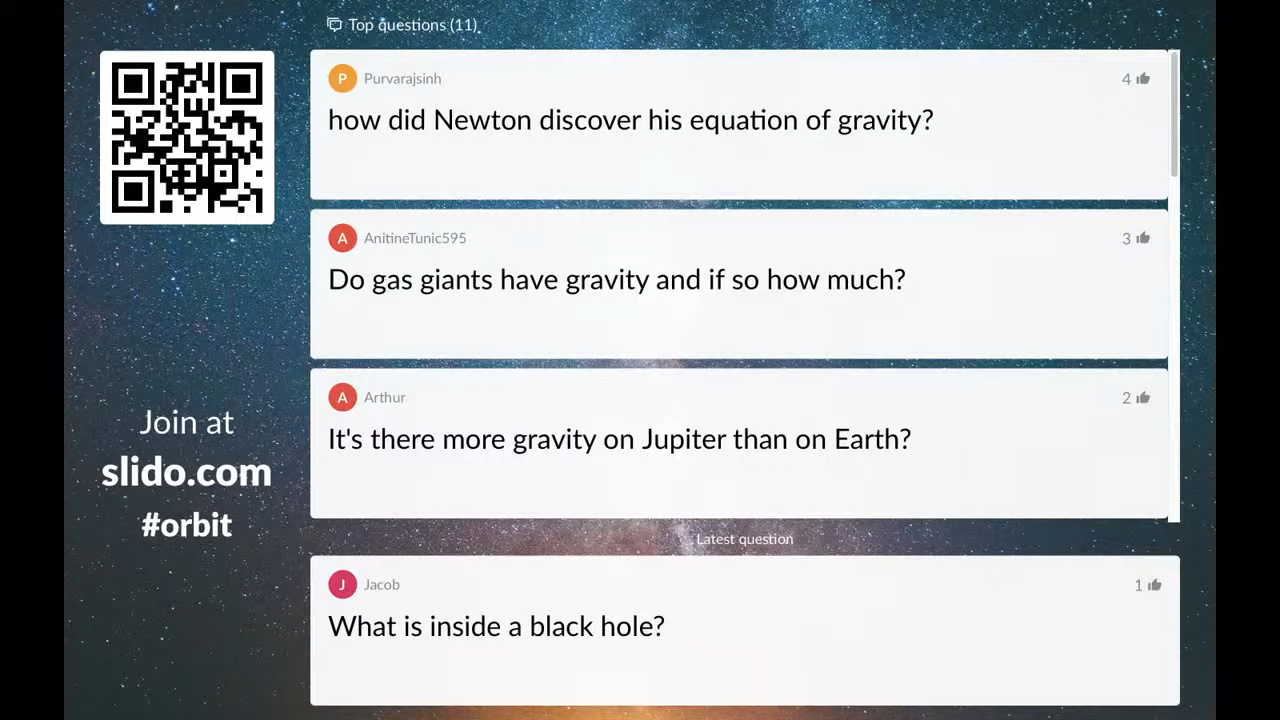 Top questions (11)
P Purvarajsinh 4
how did Newton discover his equation of gravity?
A AnitineTunic595 3
Do gas giants have gravity and if so how much?
A Arthur 2
It's there more gravity on Jupiter than on Earth?
Join at
slido.com
#orbit
Latest question
J Jacob 1
What is inside a black hole?